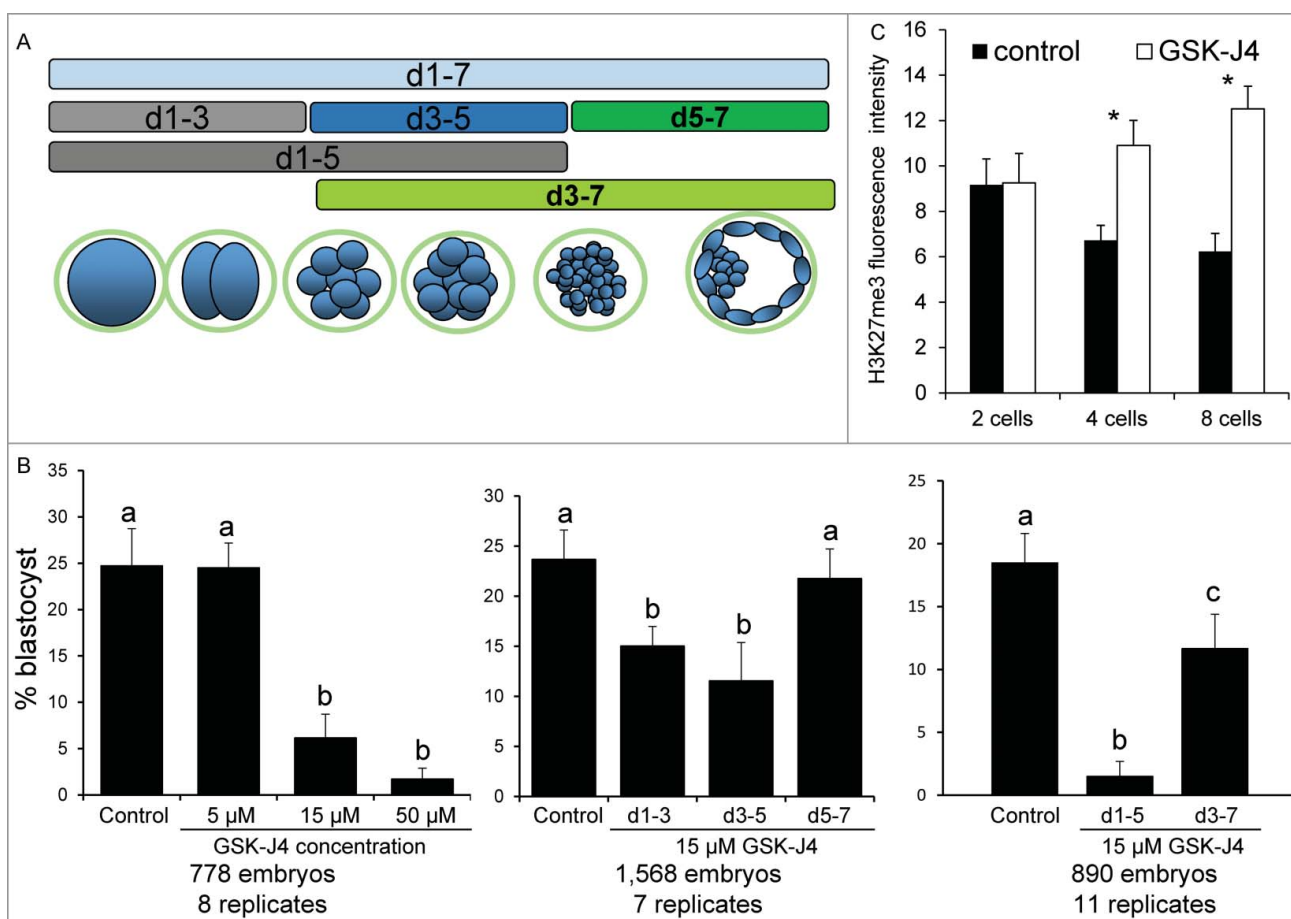 A
d1-7
d1-3 d3-5 d5-7
d1-5
d3-7
C
16
14
12
10
8
6
4
2
0
control GSK-J4
*
*
H3K27me3 fluorescence intensity
2 cells 4 cells 8 cells
B
% blastocyst
35
30
25
20
15
10
5
0
a
a
b
b
Control 5 µM 15 µM 50 µM
GSK-J4 concentration
778 embryos
8 replicates
30
25
20
15
10
5
0
a
b
b
a
Control d1-3 d3-5 d5-7
15 µM GSK-J4
1,568 embryos
7 replicates
25
20
15
10
5
0
a
b
c
Control d1-5 d3-7
15 µM GSK-J4
890 embryos
11 replicates